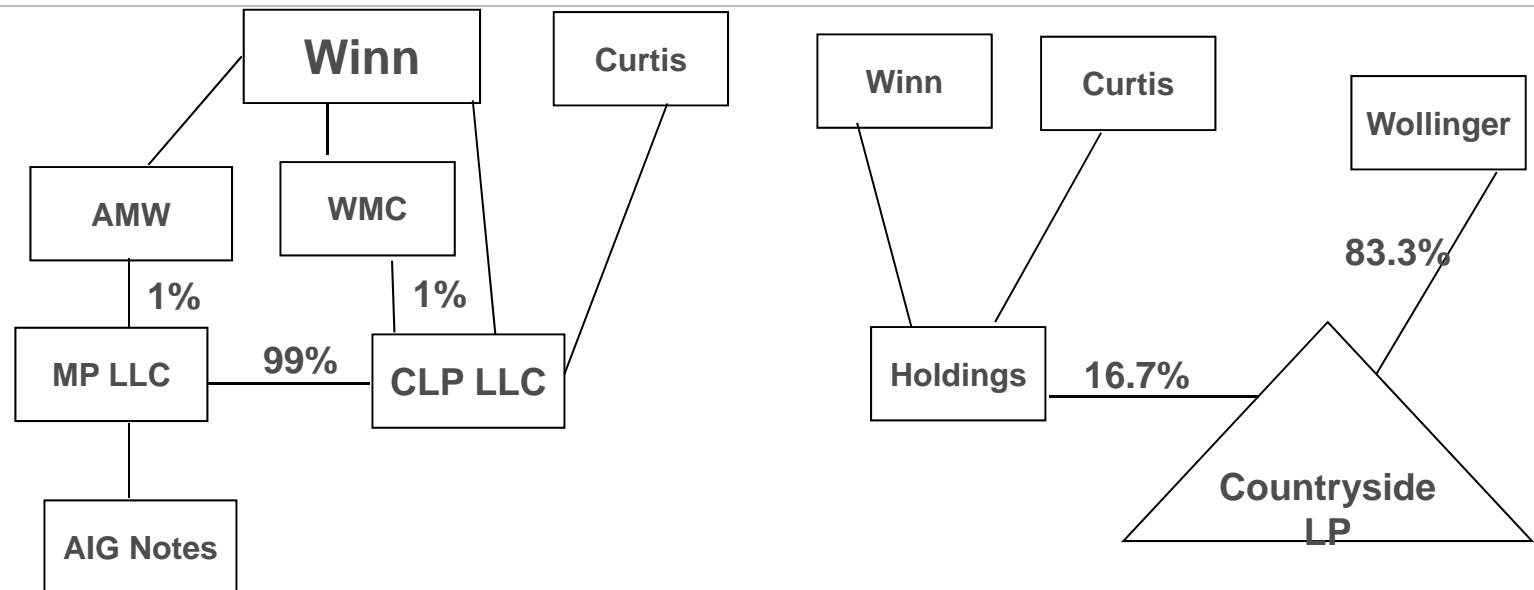 Winn
Curtis
Winn
Curtis
Wollinger
AMW
WMC
83.3%
1%
1%
MP LLC
99%
CLP LLC
Holdings
16.7%
Countryside
LP
AIG Notes